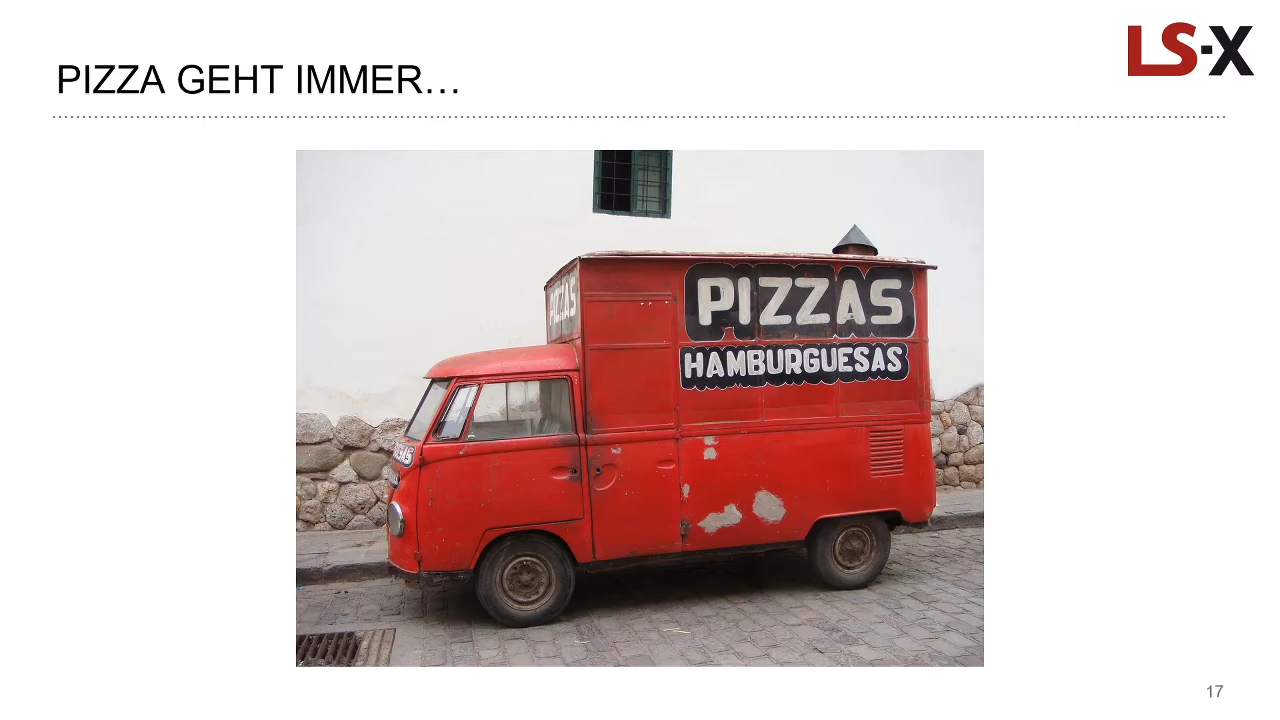 PIZZA GEHT IMMER…
LS-X
PIZZAS
PIZZAS
HAMBURGUESAS
17